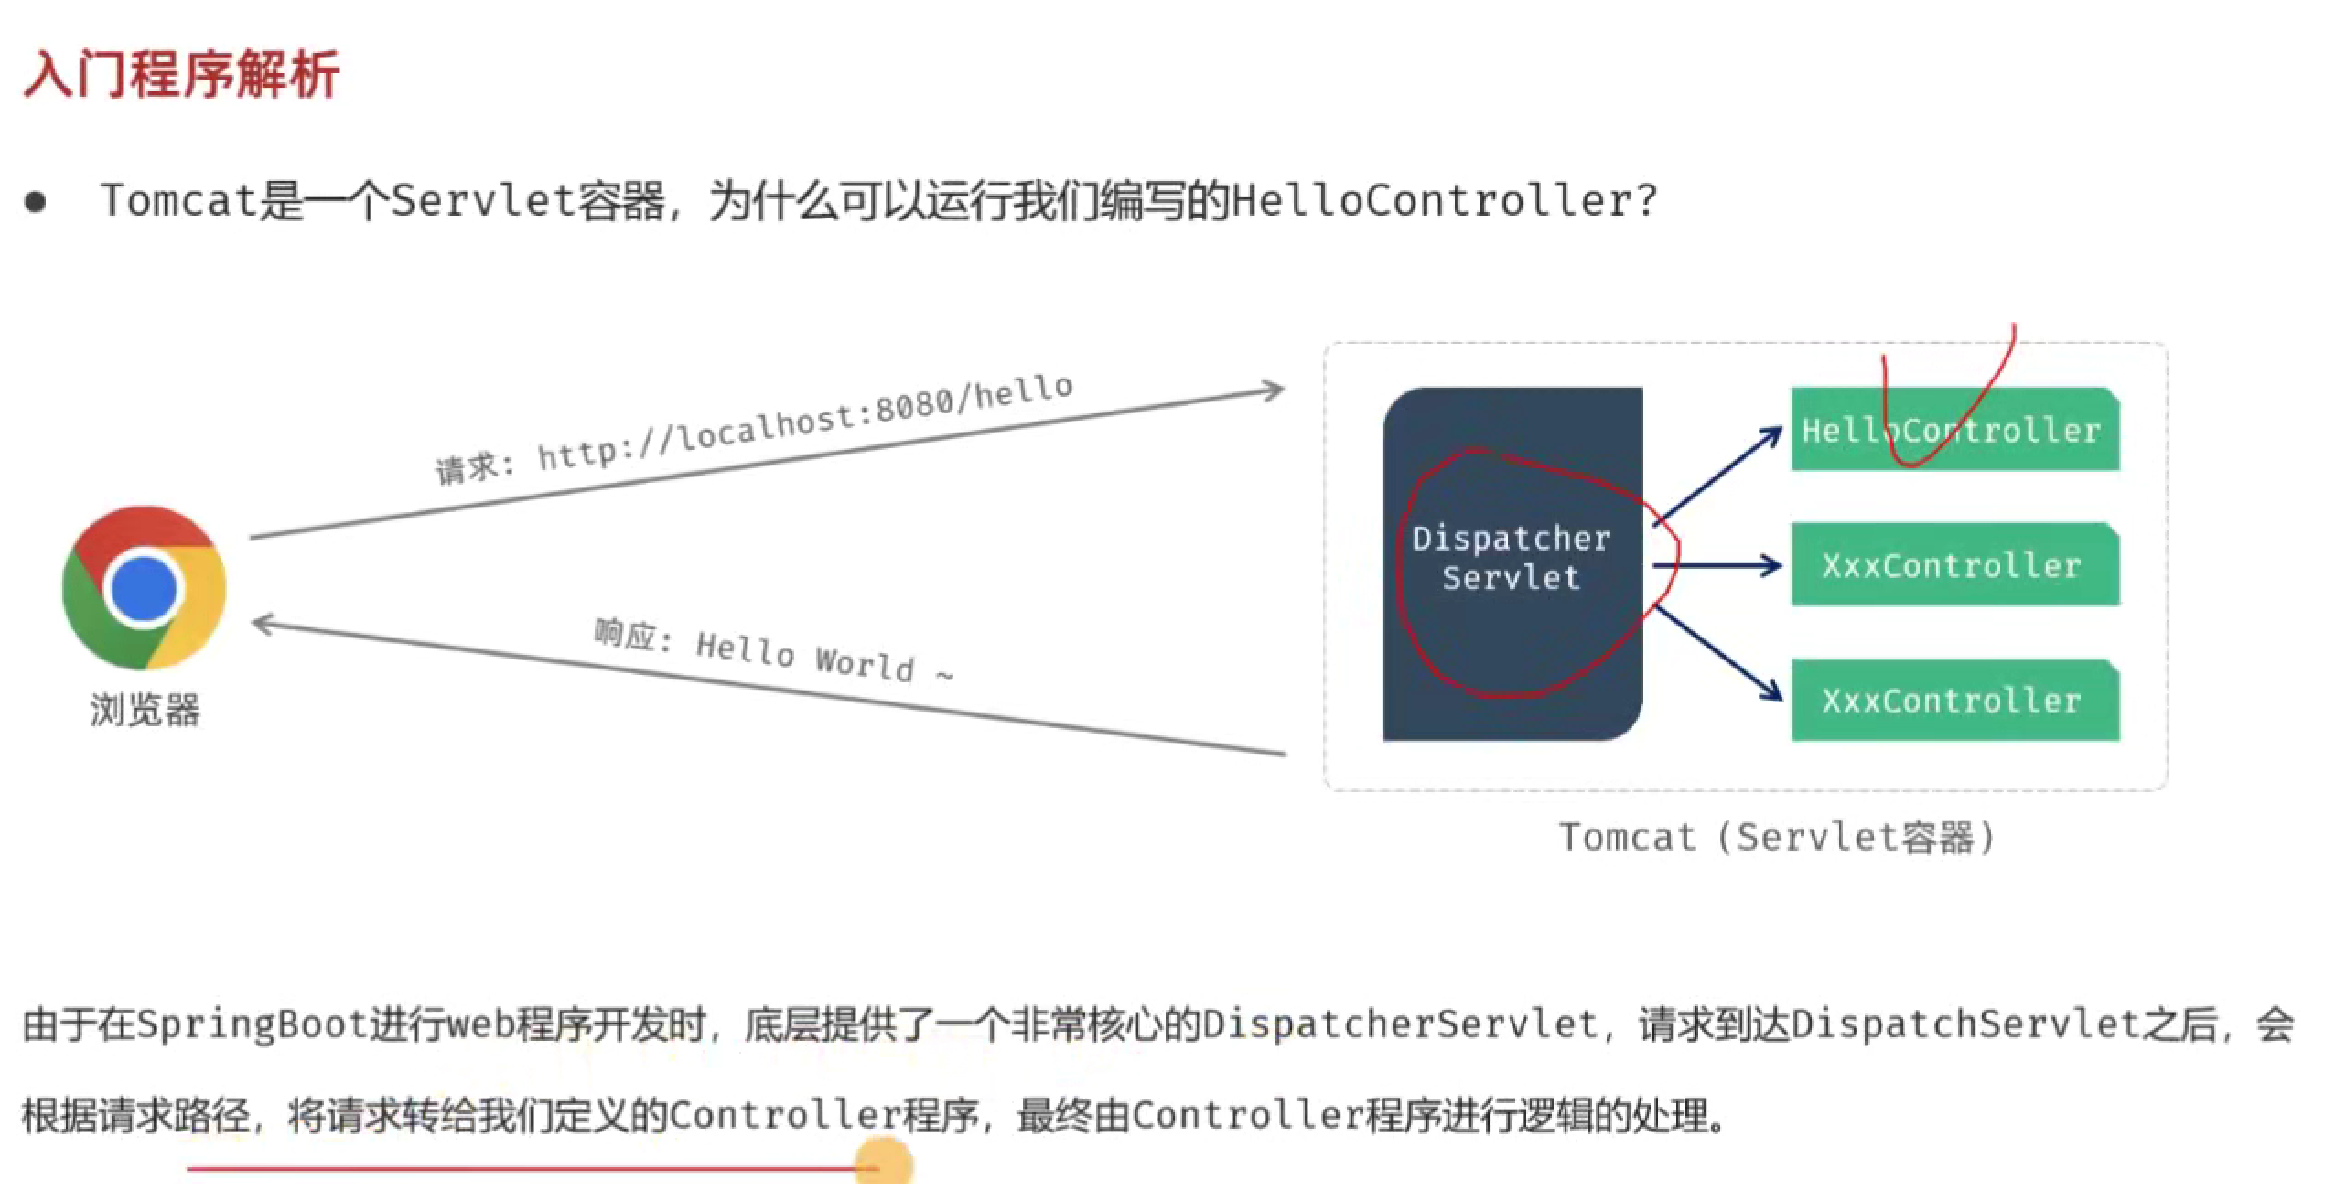 入门程序解析
● Tomcat是一个Servlet容器，为什么可以运行我们编写的HelloController?
请求: http://localhost:8080/hello
响应: Hello World ~
浏览器
Dispatcher
Servlet
HelloController
XxxController
XxxController
Tomcat (Servlet容器)
由于在SpringBoot进行web程序开发时，底层提供了一个非常核心的DispatcherServlet，请求到达DispatchServlet之后，会
根据请求路径，将请求转给我们定义的Controller程序，最终由Controller程序进行逻辑的处理。